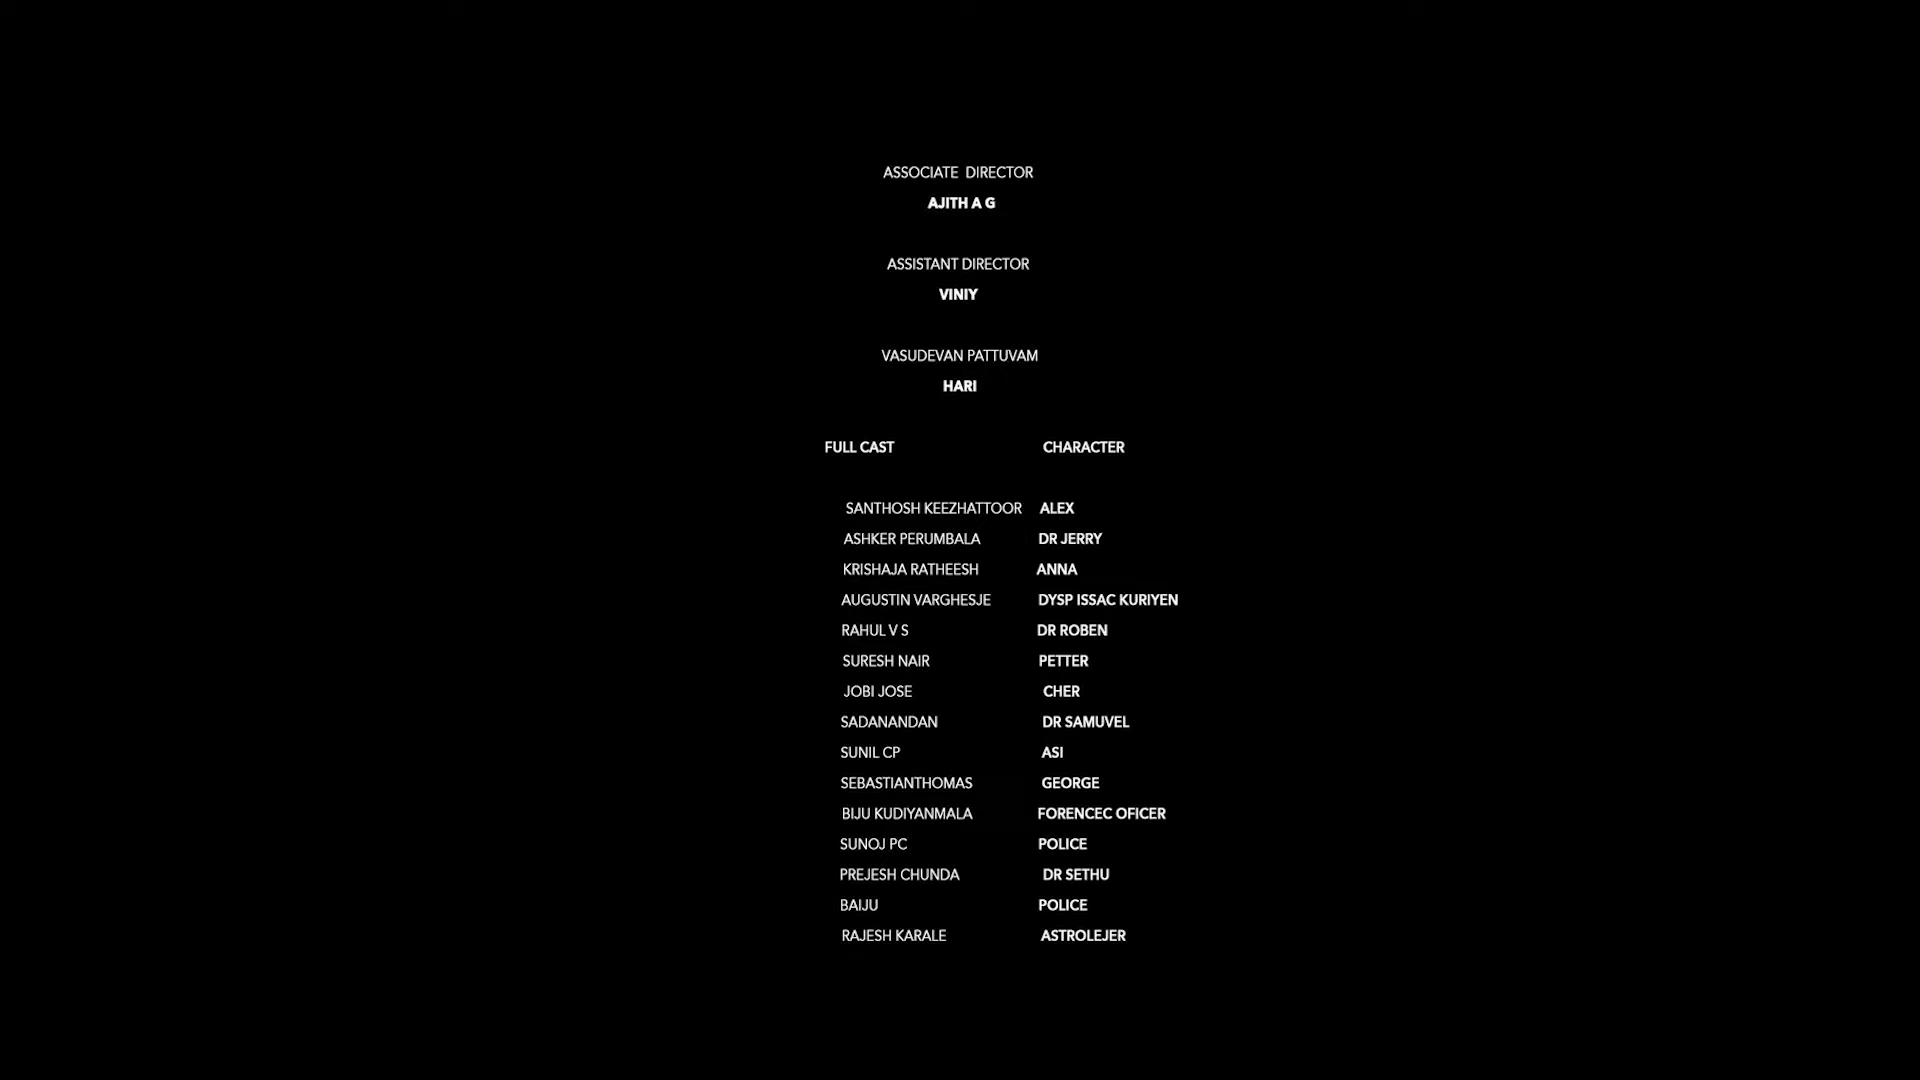 ASSOCIATE DIRECTOR
AJITH A G
ASSISTANT DIRECTOR
VINIY
VASUDEVAN PATTUVAM
HARI
FULL CAST CHARACTER
SANTHOSH KEEZHATTOOR ALEX
ASHKER PERUMBALA DR JERRY
KRISHAJA RATHEESH ANNA
AUGUSTIN VARGHESJE DYSP ISSAC KURIYEN
RAHUL V S DR ROBEN
SURESH NAIR PETTER
JOBI JOSE CHER
SADANANDAN DR SAMUVEL
SUNIL CP ASI
SEBASTIANTHOMAS GEORGE
BIJU KUDIYANMALA FORENCEC OFICER
SUNOJ PC POLICE
PREJESH CHUNDA DR SETHU
BAIJU POLICE
RAJESH KARALE ASTROLEJER